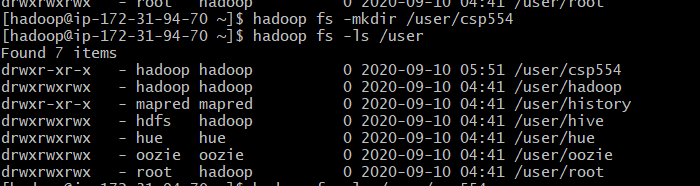 drwxrwxrwx - root hadoop 0 2020-09-10 04:41 /user/root
[hadoop@ip-172-31-94-70 ~]$ hadoop fs -mkdir /user/csp554
[hadoop@ip-172-31-94-70 ~]$ hadoop fs -ls /user
Found 7 items
drwxr-xr-x - hadoop hadoop 0 2020-09-10 05:51 /user/csp554
drwxrwxrwx - hadoop hadoop 0 2020-09-10 04:41 /user/hadoop
drwxr-xr-x - mapred mapred 0 2020-09-10 04:41 /user/history
drwxrwxrwx - hdfs hadoop 0 2020-09-10 04:41 /user/hive
drwxrwxrwx - hue hue 0 2020-09-10 04:41 /user/hue
drwxrwxrwx - oozie oozie 0 2020-09-10 04:41 /user/oozie
drwxrwxrwx - root hadoop 0 2020-09-10 04:41 /user/root
[hadoop@ip-172-31-94-70 ~]$ hadoop fs